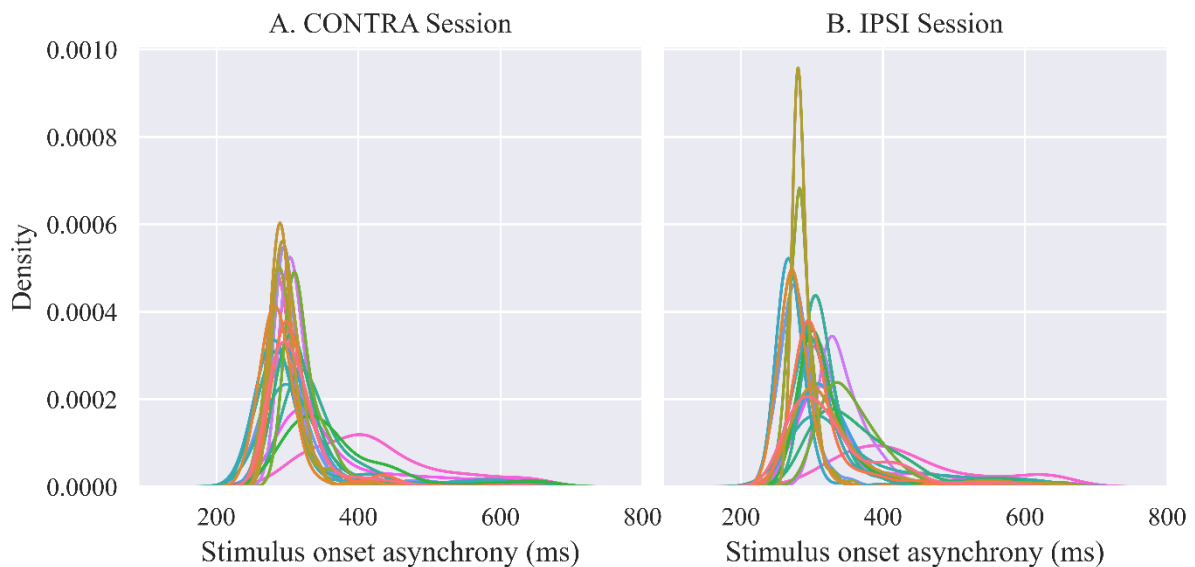 A. CONTRA Session
B. IPSI Session
0.0010
0.0008
0.0006
0.0004
0.0002
0.0000
Density
200 400 600 800
200 400 600 800
Stimulus onset asynchrony (ms)
Stimulus onset asynchrony (ms)